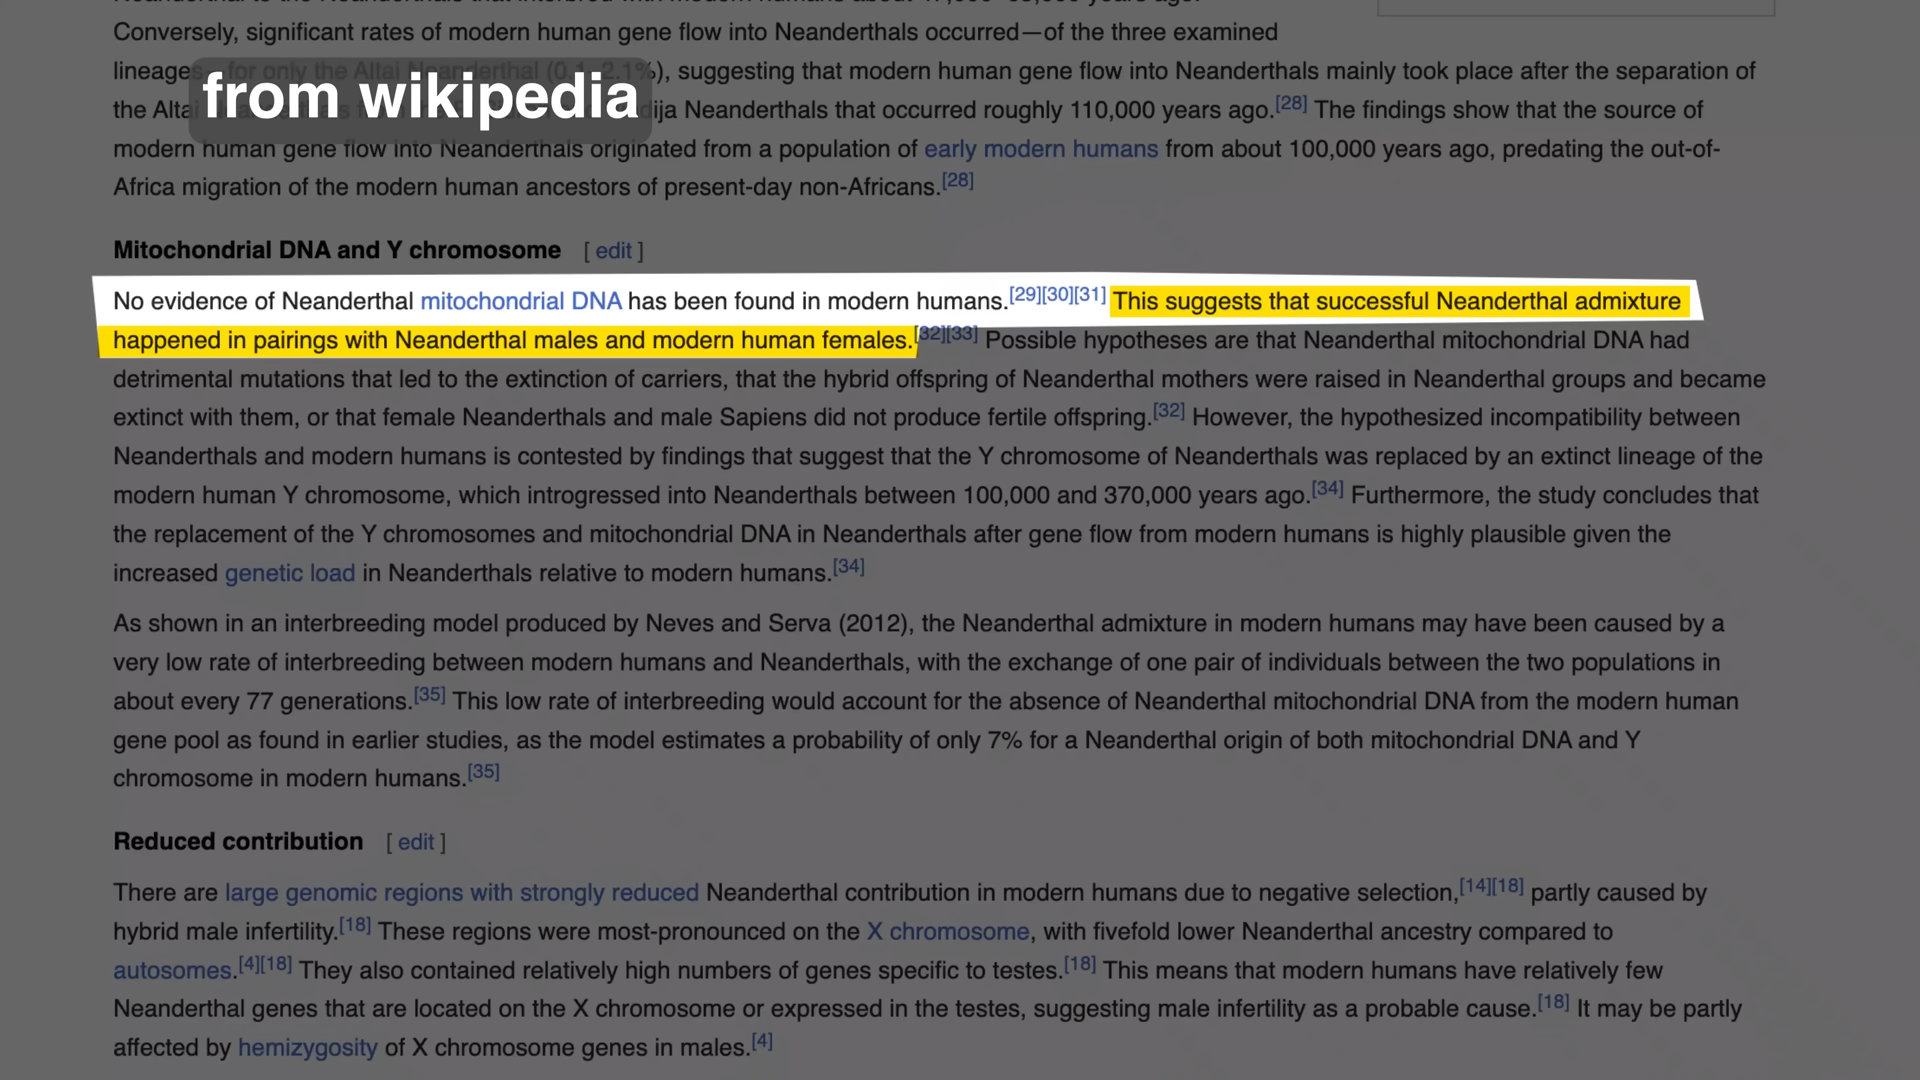 Conversely, significant rates of modern human gene flow into Neanderthals occurred—of the three examined
lineages—for only the Altai Neanderthal (0.1–2.1%), suggesting that modern human gene flow into Neanderthals mainly took place after the separation of
from wikipedia
the Altai dija Neanderthals that occurred roughly 110,000 years ago.[28] The findings show that the source of
modern human gene flow into Neanderthals originated from a population of early modern humans from about 100,000 years ago, predating the out-of-
Africa migration of the modern human ancestors of present-day non-Africans.[28]
Mitochondrial DNA and Y chromosome [ edit ]
No evidence of Neanderthal mitochondrial DNA has been found in modern humans.[29][30][31] This suggests that successful Neanderthal admixture
happened in pairings with Neanderthal males and modern human females.[32][33] Possible hypotheses are that Neanderthal mitochondrial DNA had
detrimental mutations that led to the extinction of carriers, that the hybrid offspring of Neanderthal mothers were raised in Neanderthal groups and became
extinct with them, or that female Neanderthals and male Sapiens did not produce fertile offspring.[32] However, the hypothesized incompatibility between
Neanderthals and modern humans is contested by findings that suggest that the Y chromosome of Neanderthals was replaced by an extinct lineage of the
modern human Y chromosome, which introgressed into Neanderthals between 100,000 and 370,000 years ago.[34] Furthermore, the study concludes that
the replacement of the Y chromosomes and mitochondrial DNA in Neanderthals after gene flow from modern humans is highly plausible given the
increased genetic load in Neanderthals relative to modern humans.[34]
As shown in an interbreeding model produced by Neves and Serva (2012), the Neanderthal admixture in modern humans may have been caused by a
very low rate of interbreeding between modern humans and Neanderthals, with the exchange of one pair of individuals between the two populations in
about every 77 generations.[35] This low rate of interbreeding would account for the absence of Neanderthal mitochondrial DNA from the modern human
gene pool as found in earlier studies, as the model estimates a probability of only 7% for a Neanderthal origin of both mitochondrial DNA and Y
chromosome in modern humans.[35]
Reduced contribution [ edit ]
There are large genomic regions with strongly reduced Neanderthal contribution in modern humans due to negative selection,[14][18] partly caused by
hybrid male infertility.[18] These regions were most-pronounced on the X chromosome, with fivefold lower Neanderthal ancestry compared to
autosomes.[4][18] They also contained relatively high numbers of genes specific to testes.[18] This means that modern humans have relatively few
Neanderthal genes that are located on the X chromosome or expressed in the testes, suggesting male infertility as a probable cause.[18] It may be partly
affected by hemizygosity of X chromosome genes in males.[4]